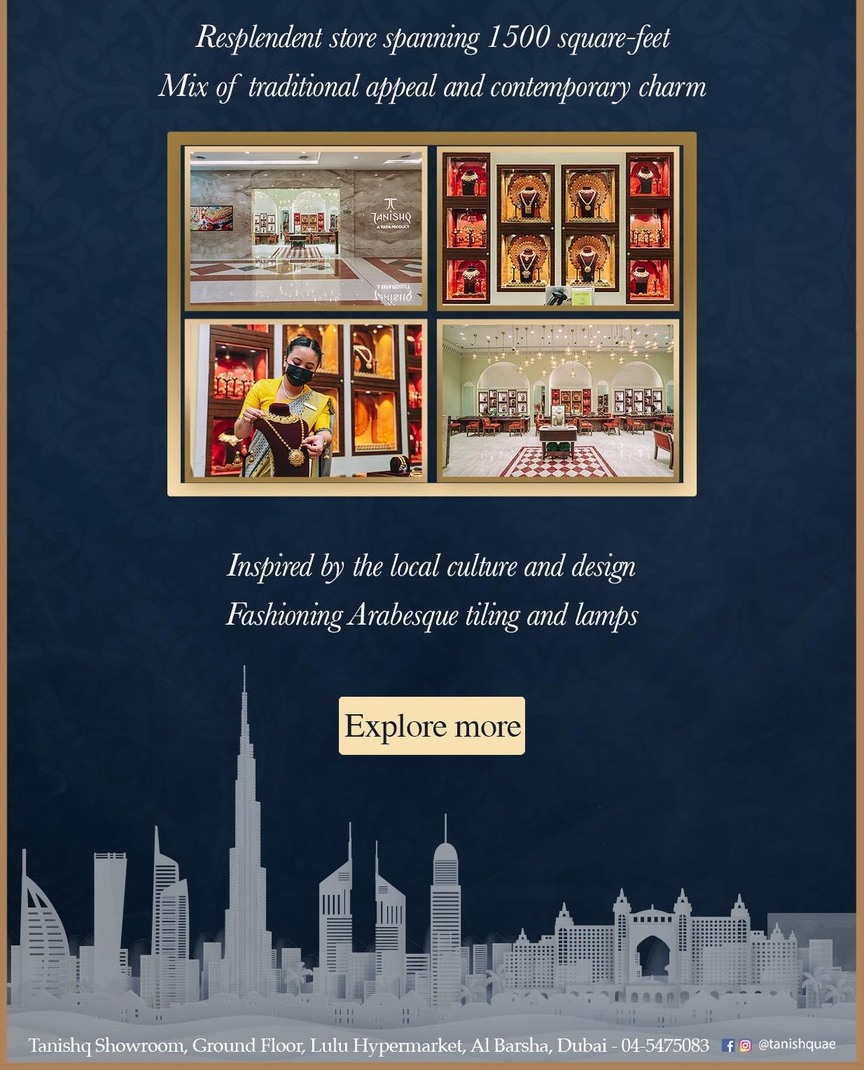 Resplendent store spanning 1500 square-feet
Mix of traditional appeal and contemporary charm
TANISHQ
A TATA PRODUCT
Inspired by the local culture and design
Fashioning Arabesque tiling and lamps
Explore more
Tanishq Showroom, Ground Floor, Lulu Hypermarket, Al Barsha, Dubai - 04-5475083 @tanishquae